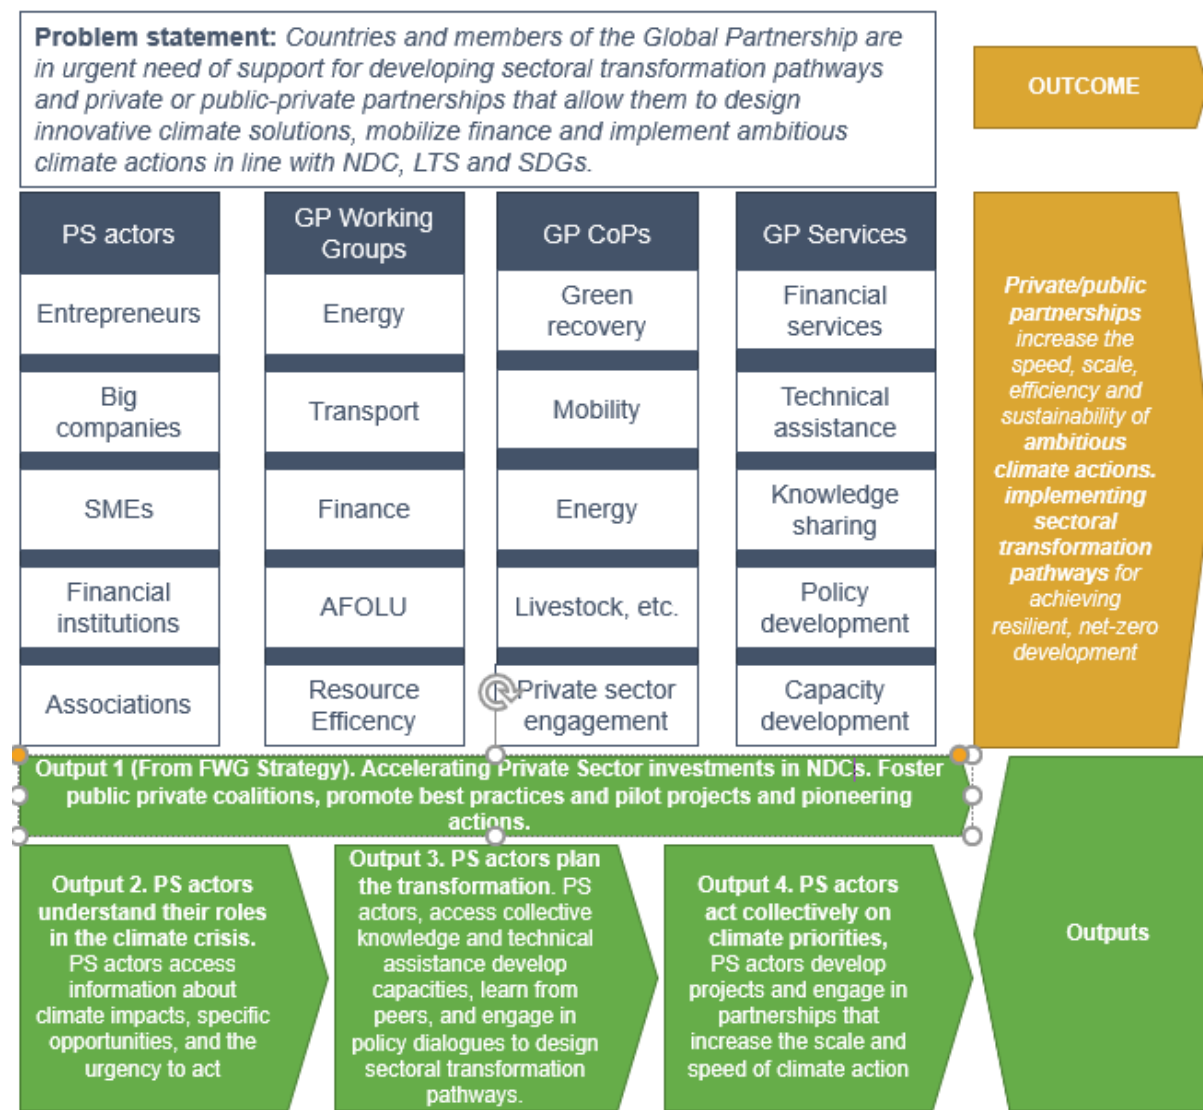 Problem statement: Countries and members of the Global Partnership are
in urgent need of support for developing sectoral transformation pathways
and private or public-private partnerships that allow them to design
innovative climate solutions, mobilize finance and implement ambitious
climate actions in line with NDC, LTS and SDGs.
OUTCOME
PS actors
Entrepreneurs
Big
companies
SMEs
Financial
institutions
Associations
GP Working
Groups
Energy
Transport
Finance
AFOLU
Resource
Efficency
GP CoPs
Green
recovery
Mobility
Energy
Livestock, etc.
Private sector
engagement
GP Services
Financial
services
Technical
assistance
Knowledge
sharing
Policy
development
Capacity
development
Private/public
partnerships
increase the
speed, scale,
efficiency and
sustainability of
ambitious
climate actions.
implementing
sectoral
transformation
pathways for
achieving
resilient, net-zero
development
Output 1 (From FWG Strategy). Accelerating Private Sector investments in NDCs. Foster
public private coalitions, promote best practices and pilot projects and pioneering
actions.
Output 2. PS actors
understand their roles
in the climate crisis.
PS actors access
information about
climate impacts, specific
opportunities, and the
urgency to act
Output 3. PS actors plan
the transformation. PS
actors, access collective
knowledge and technical
assistance develop
capacities, learn from
peers, and engage in
policy dialogues to design
sectoral transformation
pathways.
Output 4. PS actors
act collectively on
climate priorities,
PS actors develop
projects and engage in
partnerships that
increase the scale and
speed of climate action
Outputs